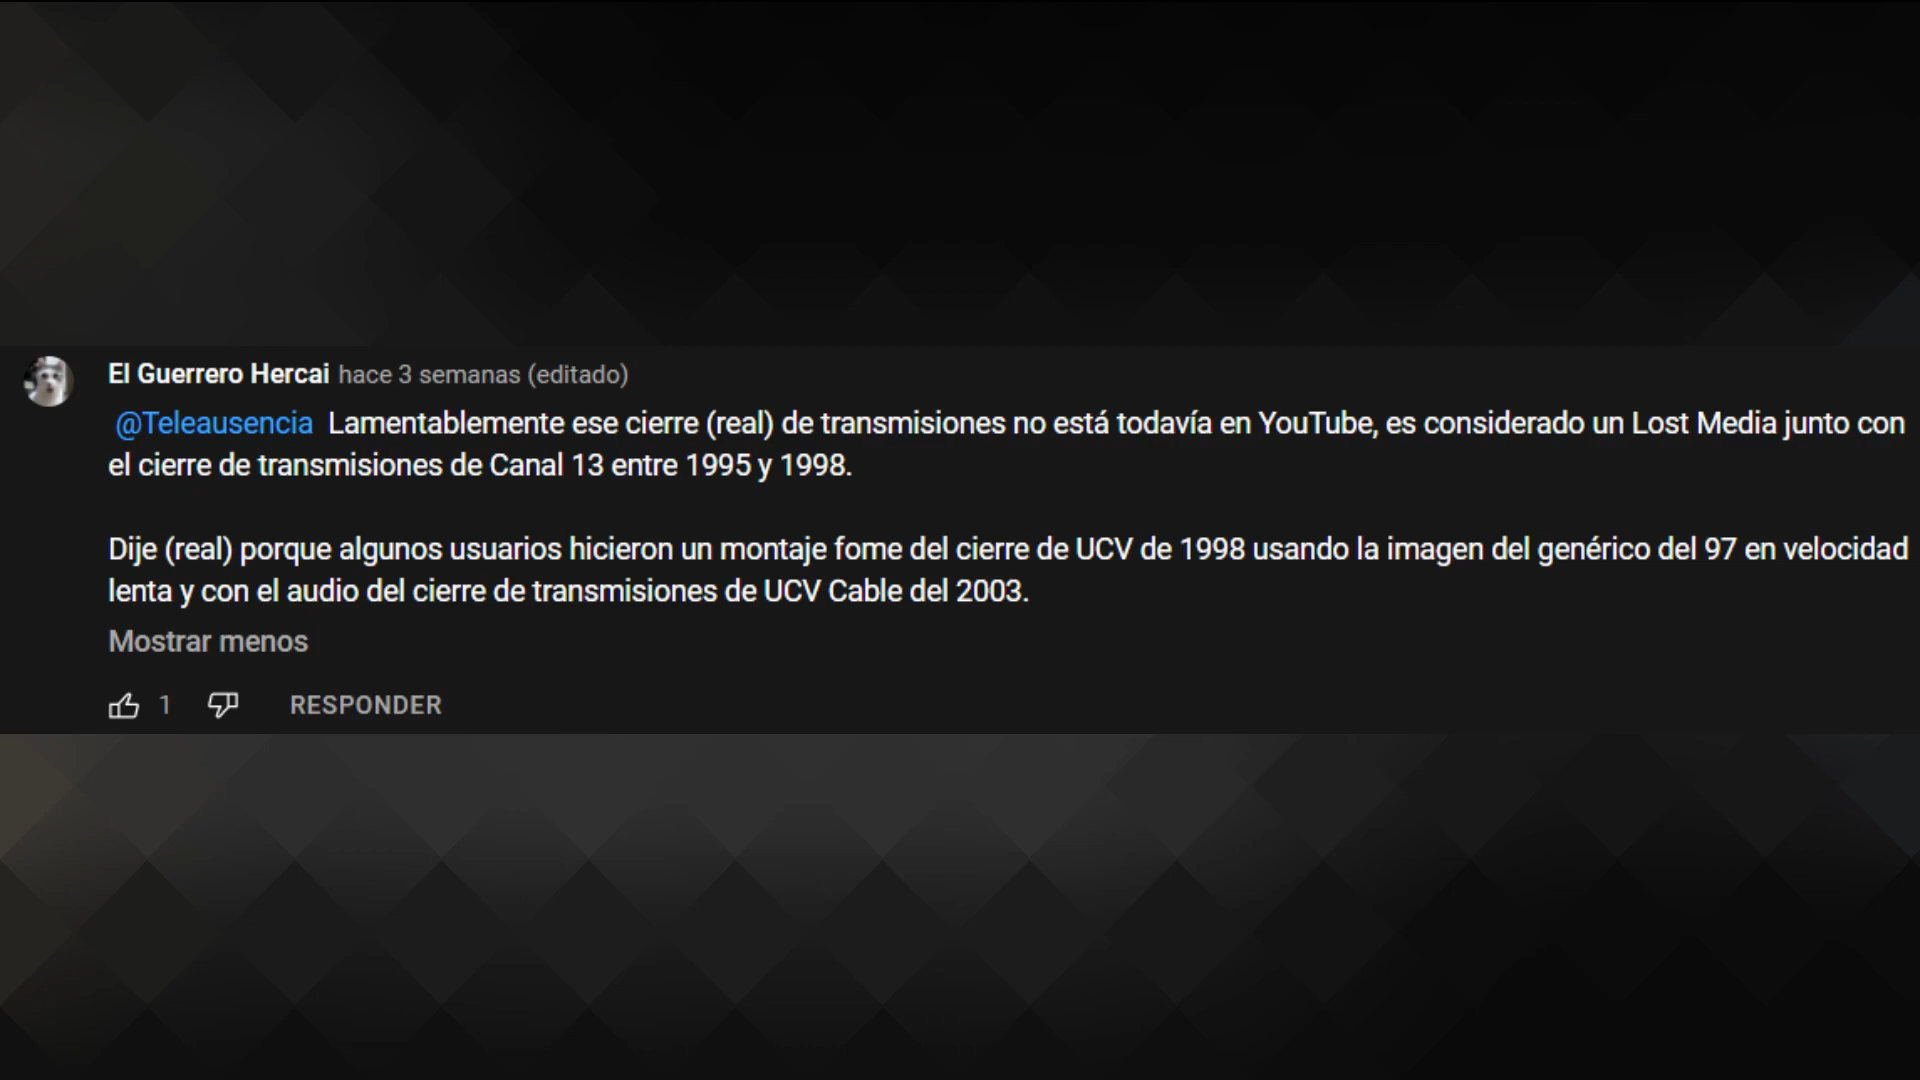 El Guerrero Hercai hace 3 semanas (editado)
@Teleausencia Lamentablemente ese cierre (real) de transmisiones no está todavía en YouTube, es considerado un Lost Media junto con
el cierre de transmisiones de Canal 13 entre 1995 y 1998.
Dije (real) porque algunos usuarios hicieron un montaje fome del cierre de UCV de 1998 usando la imagen del genérico del 97 en velocidad
lenta y con el audio del cierre de transmisiones de UCV Cable del 2003.
Mostrar menos
1 RESPONDER